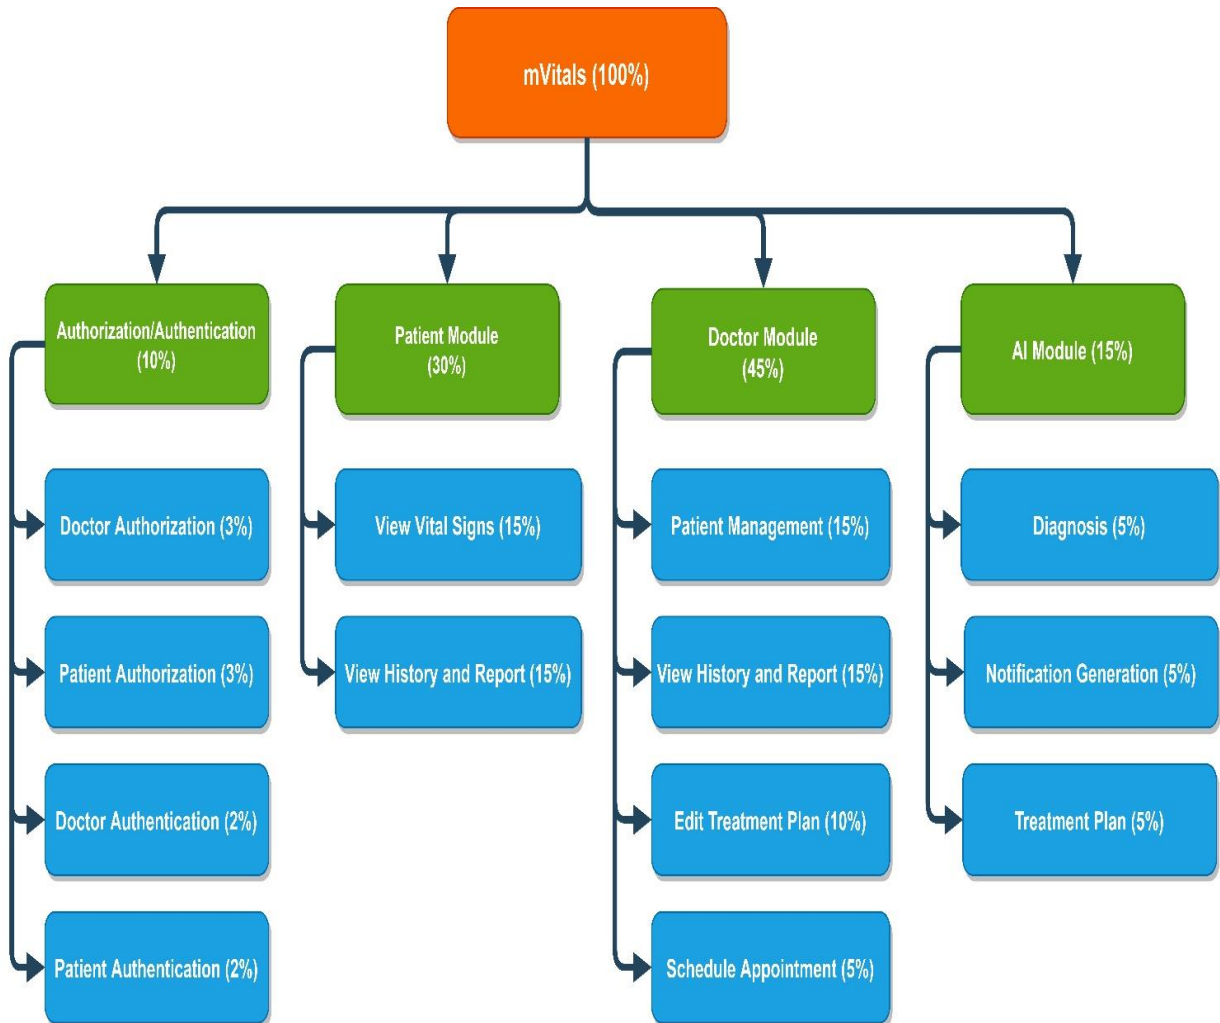 mVitals (100%)
Authorization/Authentication
(10%)
Patient Module
(30%)
Doctor Module
(45%)
AI Module (15%)
Doctor Authorization (3%)
View Vital Signs (15%)
Patient Management (15%)
Diagnosis (5%)
Patient Authorization (3%)
View History and Report (15%)
View History and Report (15%)
Notification Generation (5%)
Doctor Authentication (2%)
Edit Treatment Plan (10%)
Treatment Plan (5%)
Patient Authentication (2%)
Schedule Appointment (5%)